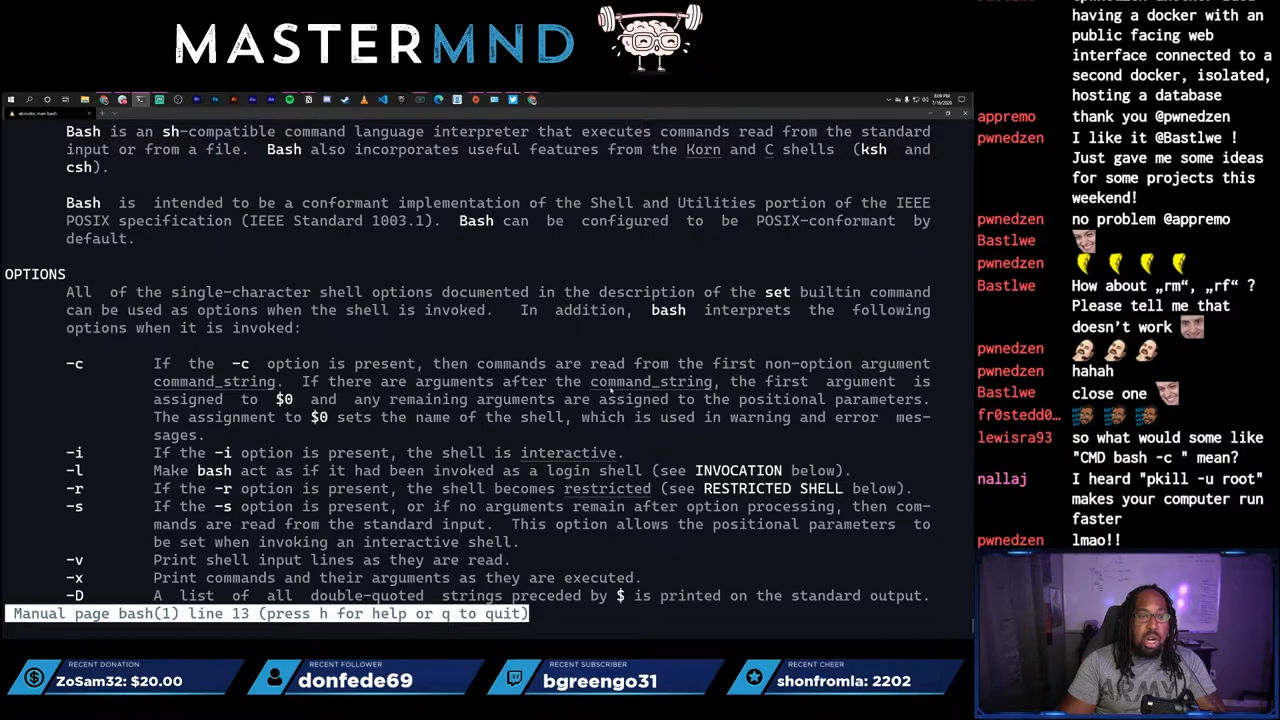 MASTERMND
8:09 PM
7/16/2020
ebrooks: man bash
Bash is an sh-compatible command language interpreter that executes commands read from the standard
input or from a file. Bash also incorporates useful features from the Korn and C shells (ksh and
csh).
Bash is intended to be a conformant implementation of the Shell and Utilities portion of the IEEE
POSIX specification (IEEE Standard 1003.1). Bash can be configured to be POSIX-conformant by
default.
OPTIONS
All of the single-character shell options documented in the description of the set builtin command
can be used as options when the shell is invoked. In addition, bash interprets the following
options when it is invoked:
-c If the -c option is present, then commands are read from the first non-option argument
command_string. If there are arguments after the command_string, the first argument is
assigned to $0 and any remaining arguments are assigned to the positional parameters.
The assignment to $0 sets the name of the shell, which is used in warning and error mes-
sages.
-i If the -i option is present, the shell is interactive.
-l Make bash act as if it had been invoked as a login shell (see INVOCATION below).
-r If the -r option is present, the shell becomes restricted (see RESTRICTED SHELL below).
-s If the -s option is present, or if no arguments remain after option processing, then com-
mands are read from the standard input. This option allows the positional parameters to
be set when invoking an interactive shell.
-v Print shell input lines as they are read.
-x Print commands and their arguments as they are executed.
-D A list of all double-quoted strings preceded by $ is printed on the standard output.
Manual page bash(1) line 13 (press h for help or q to quit)
having a docker with an
public facing web
interface connected to a
second docker, isolated,
hosting a database
appremo thank you @pwnedzen
pwnedzen I like it @Bastlwe !
Just gave me some ideas
for some projects this
weekend!
pwnedzen no problem @appremo
Bastlwe
pwnedzen
Bastlwe How about „rm“, „rf“ ?
Please tell me that
doesn’t work
pwnedzen
pwnedzen hahah
Bastlwe close one
fr0stedd0…
lewisra93 so what would some like
"CMD bash -c " mean?
nallaj I heard "pkill -u root"
makes your computer run
faster
pwnedzen lmao!!
ARMY
RECENT DONATION
ZoSam32: $20.00
RECENT FOLLOWER
donfede69
RECENT SUBSCRIBER
bgreengo31
RECENT CHEER
shonfromla: 2202